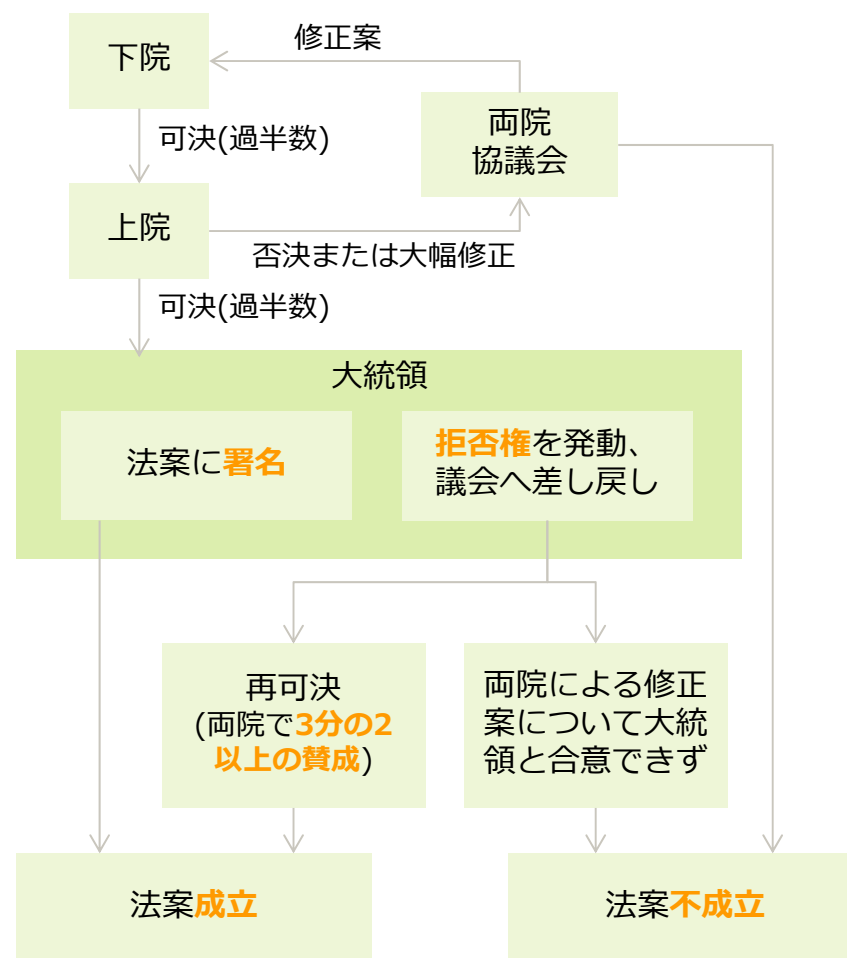 下院
修正案
両院
協議会
可決(過半数)
上院
否決または大幅修正
可決(過半数)
大統領
法案に署名
拒否権を発動、
議会へ差し戻し
再可決
(両院で3分の2
以上の賛成)
両院による修正
案について大統
領と合意できず
法案成立
法案不成立